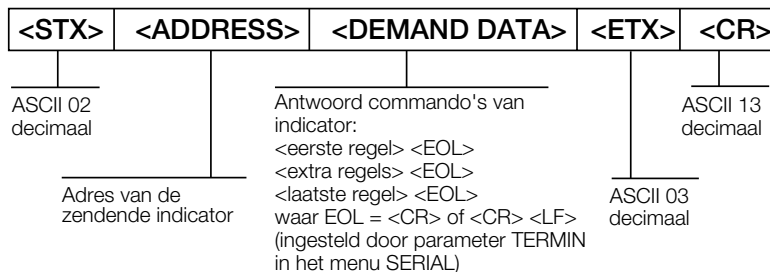 <STX> <ADDRESS> <DEMAND DATA> <ETX> <CR>
ASCII 02
decimaal
Adres van de
zendende indicator
Antwoord commando's van
indicator:
<eerste regel> <EOL>
<extra regels> <EOL>
<laatste regel> <EOL>
waar EOL = <CR> of <CR> <LF>
(ingesteld door parameter TERMIN
in het menu SERIAL)
ASCII 03
decimaal
ASCII 13
decimaal